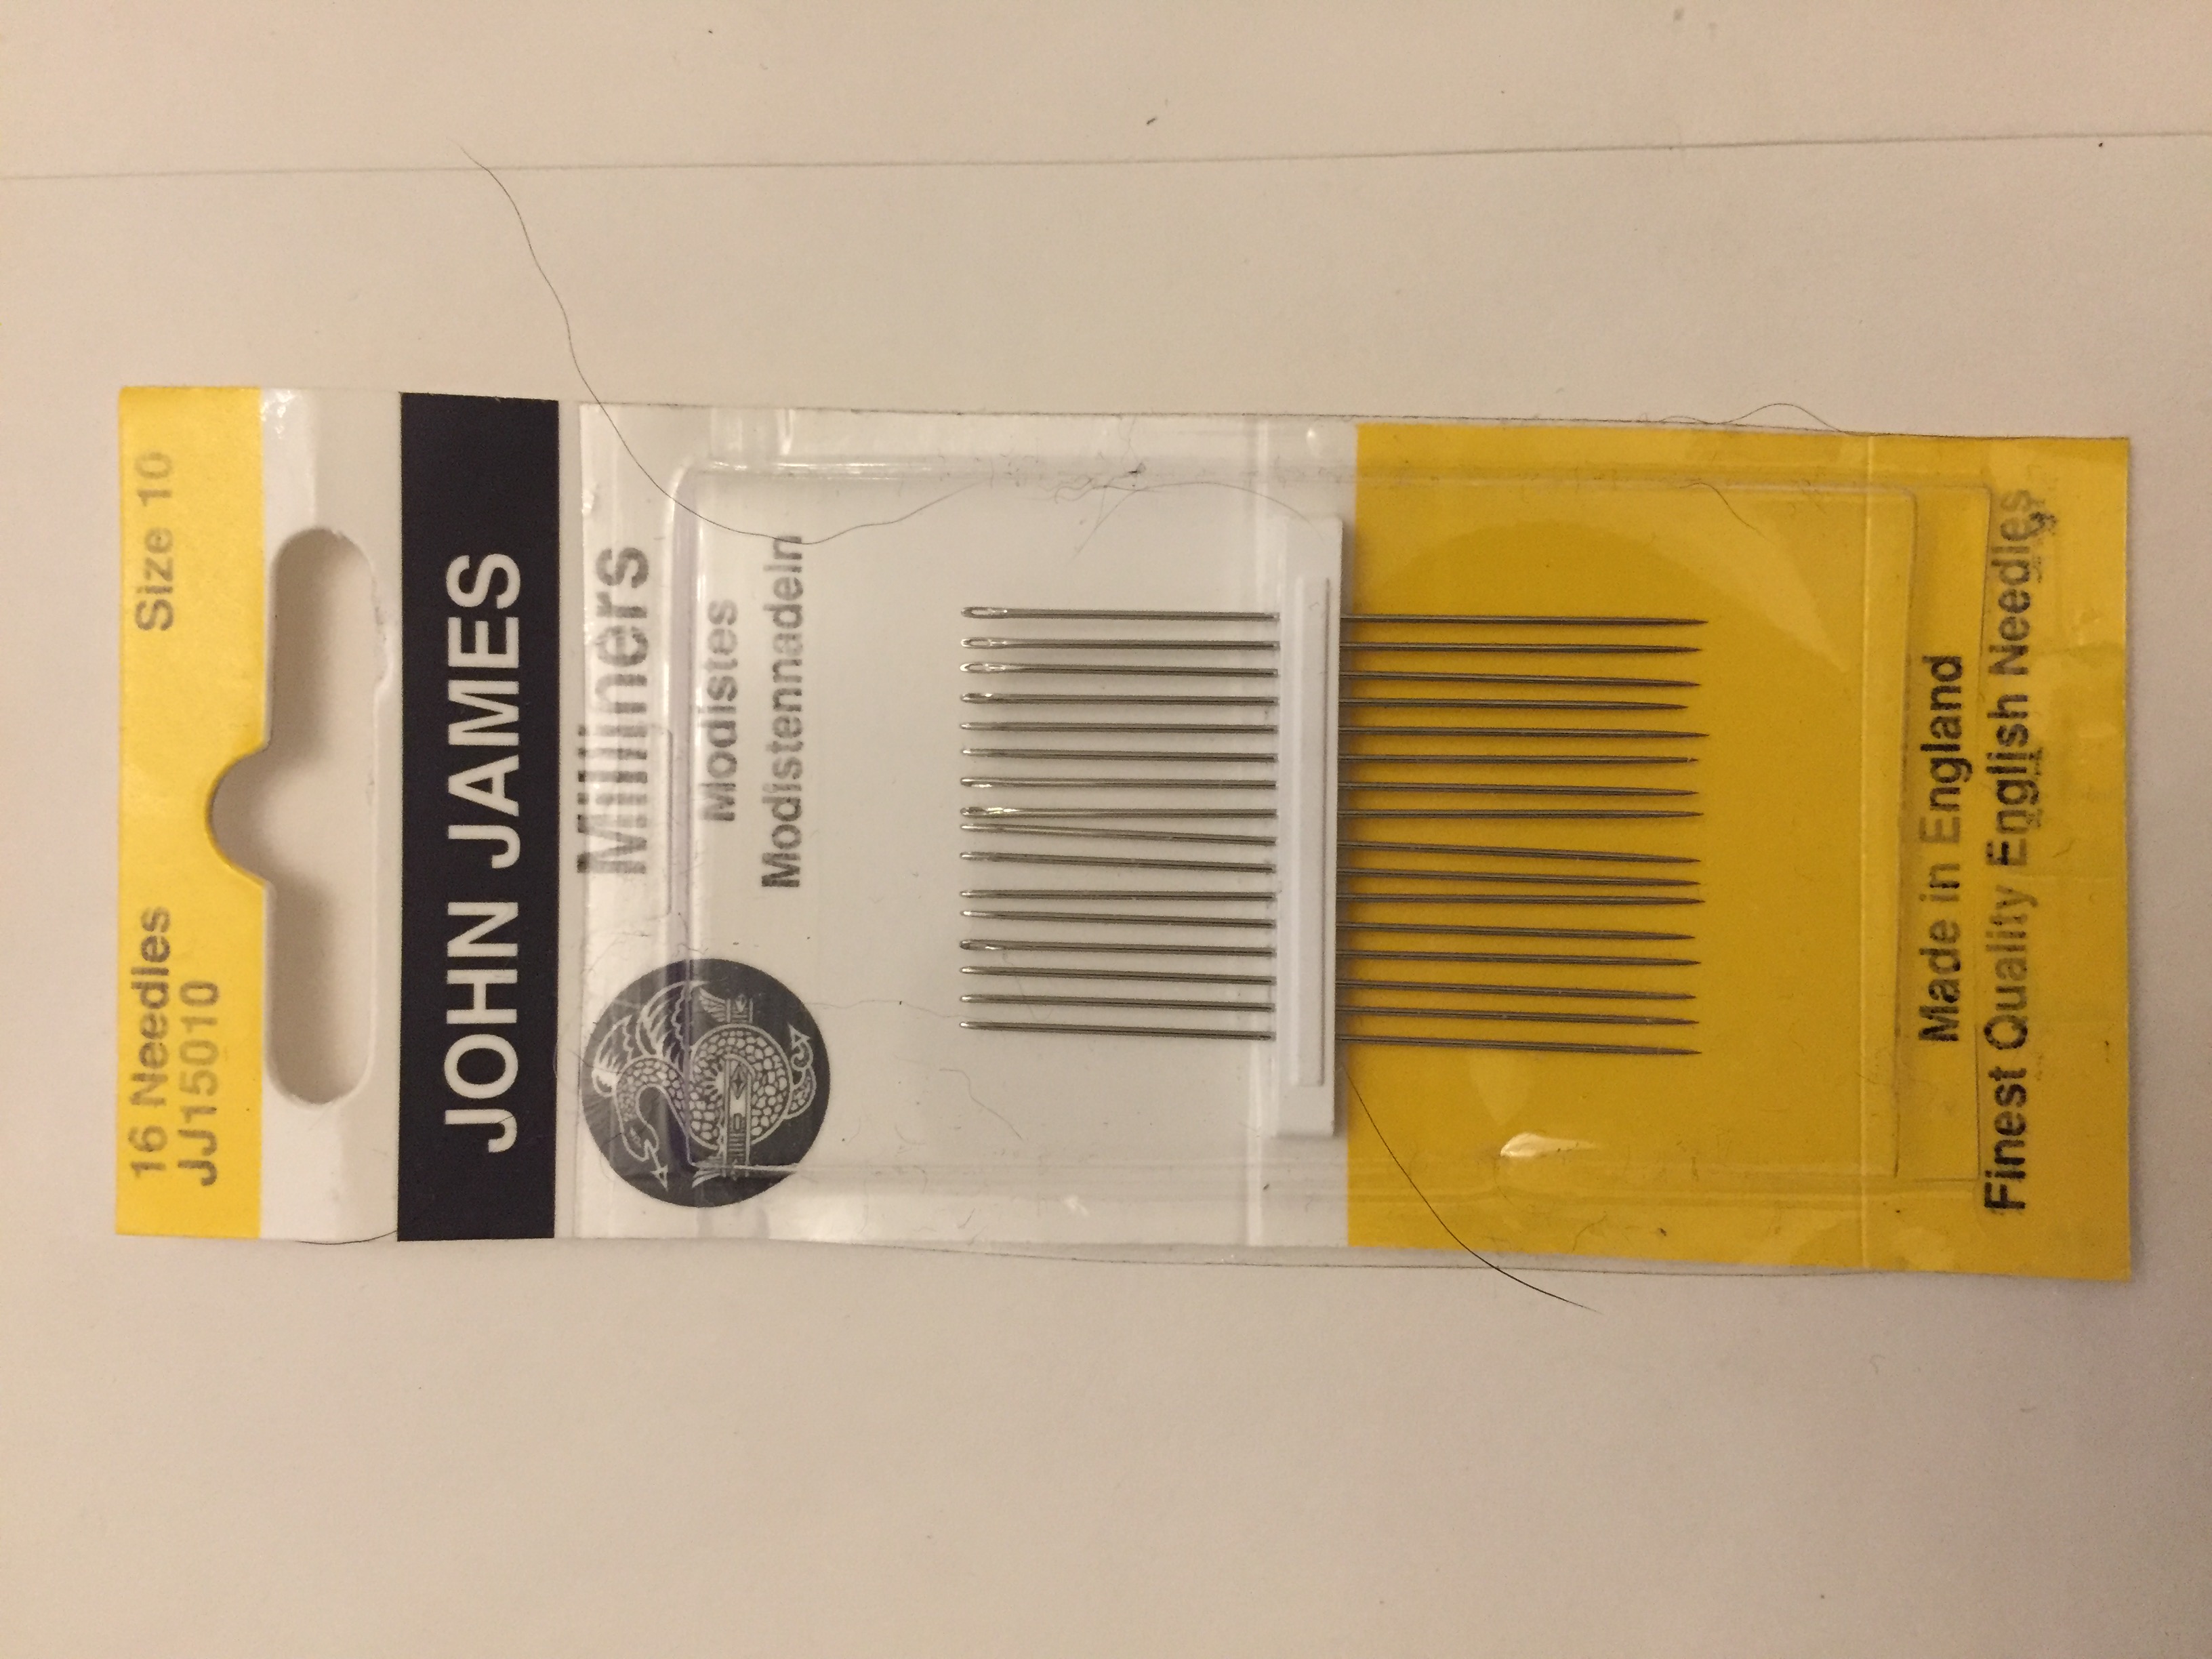 16 Needles Size 10
JJ15010
JOHN JAMES
Milliners
Modistes
Modistennadeln
Made in England
Finest Quality English Needles